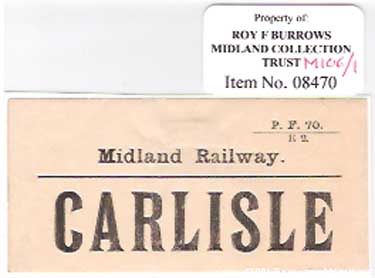 Property of:
ROY F BURROWS
MIDLAND COLLECTION
TRUST M106/1
Item No. 08470
P. F. 70.
R 2.
Midland Railway.
CARLISLE